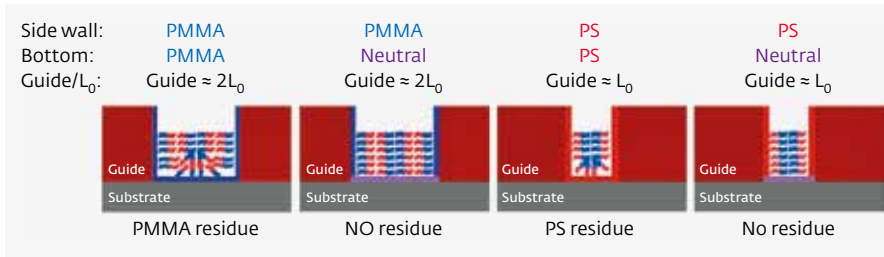 Side wall: PMMA PMMA PS PS
Bottom: PMMA Neutral PS Neutral
Guide/L₀: Guide ≈ 2L₀ Guide ≈ 2L₀ Guide ≈ L₀ Guide ≈ L₀
Guide Guide Guide Guide
Substrate Substrate Substrate Substrate
PMMA residue NO residue PS residue No residue